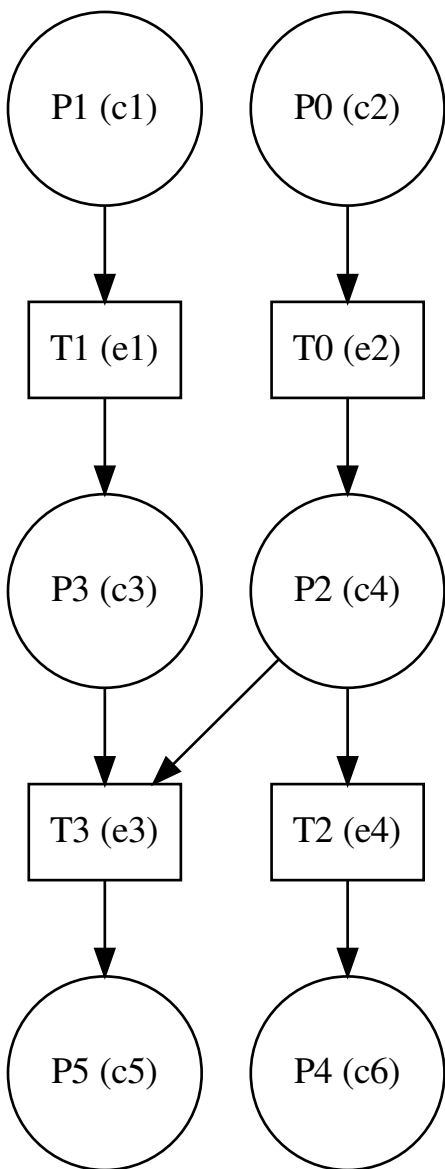 P1 (c1)
P0 (c2)
T1 (e1)
T0 (e2)
P3 (c3)
P2 (c4)
T3 (e3)
T2 (e4)
P5 (c5)
P4 (c6)